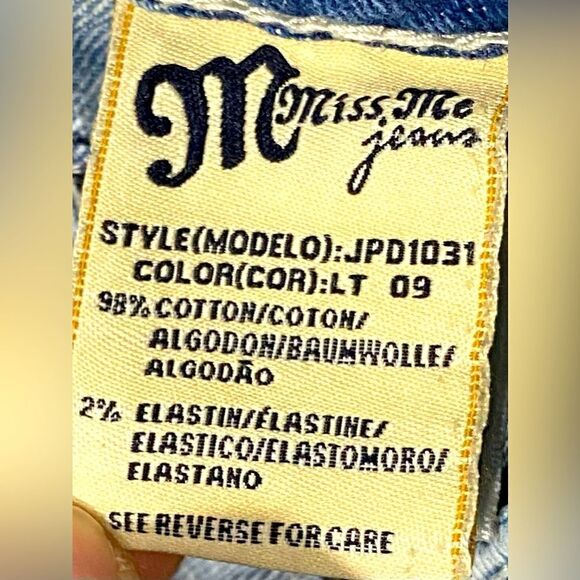 M Miss Me
jeans
STYLE(MODELO):JPD1031
COLOR(COR):LT 09
98% COTTON/COTON/
ALGODON/BAUMWOLLE/
ALGODÃO
2% ELASTIN/ÉLASTINE/
ELASTICO/ELASTOMORO/
ELASTANO
SEE REVERSE FOR CARE